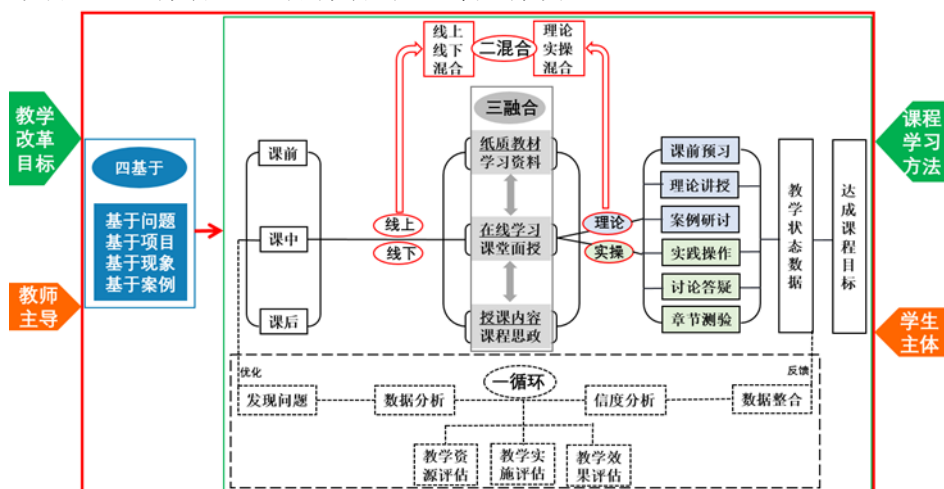 线上
线下
混合
二混合
理论
实操
混合
教学
改革
目标
课程
学习
方法
四基于
基于问题
基于项目
基于现象
基于案例
教师
主导
学生
主体
课前
课中
课后
线上
线下
三融合
纸质教材
学习资料
在线学习
课堂面授
授课内容
课程思政
理论
实操
课前预习
理论讲授
案例研讨
实践操作
讨论答疑
章节测验
教学状态数据
达成课程目标
优化
一循环
反馈
发现问题
数据分析
信度分析
数据整合
教学资
源评估
教学实
施评估
教学效
果评估